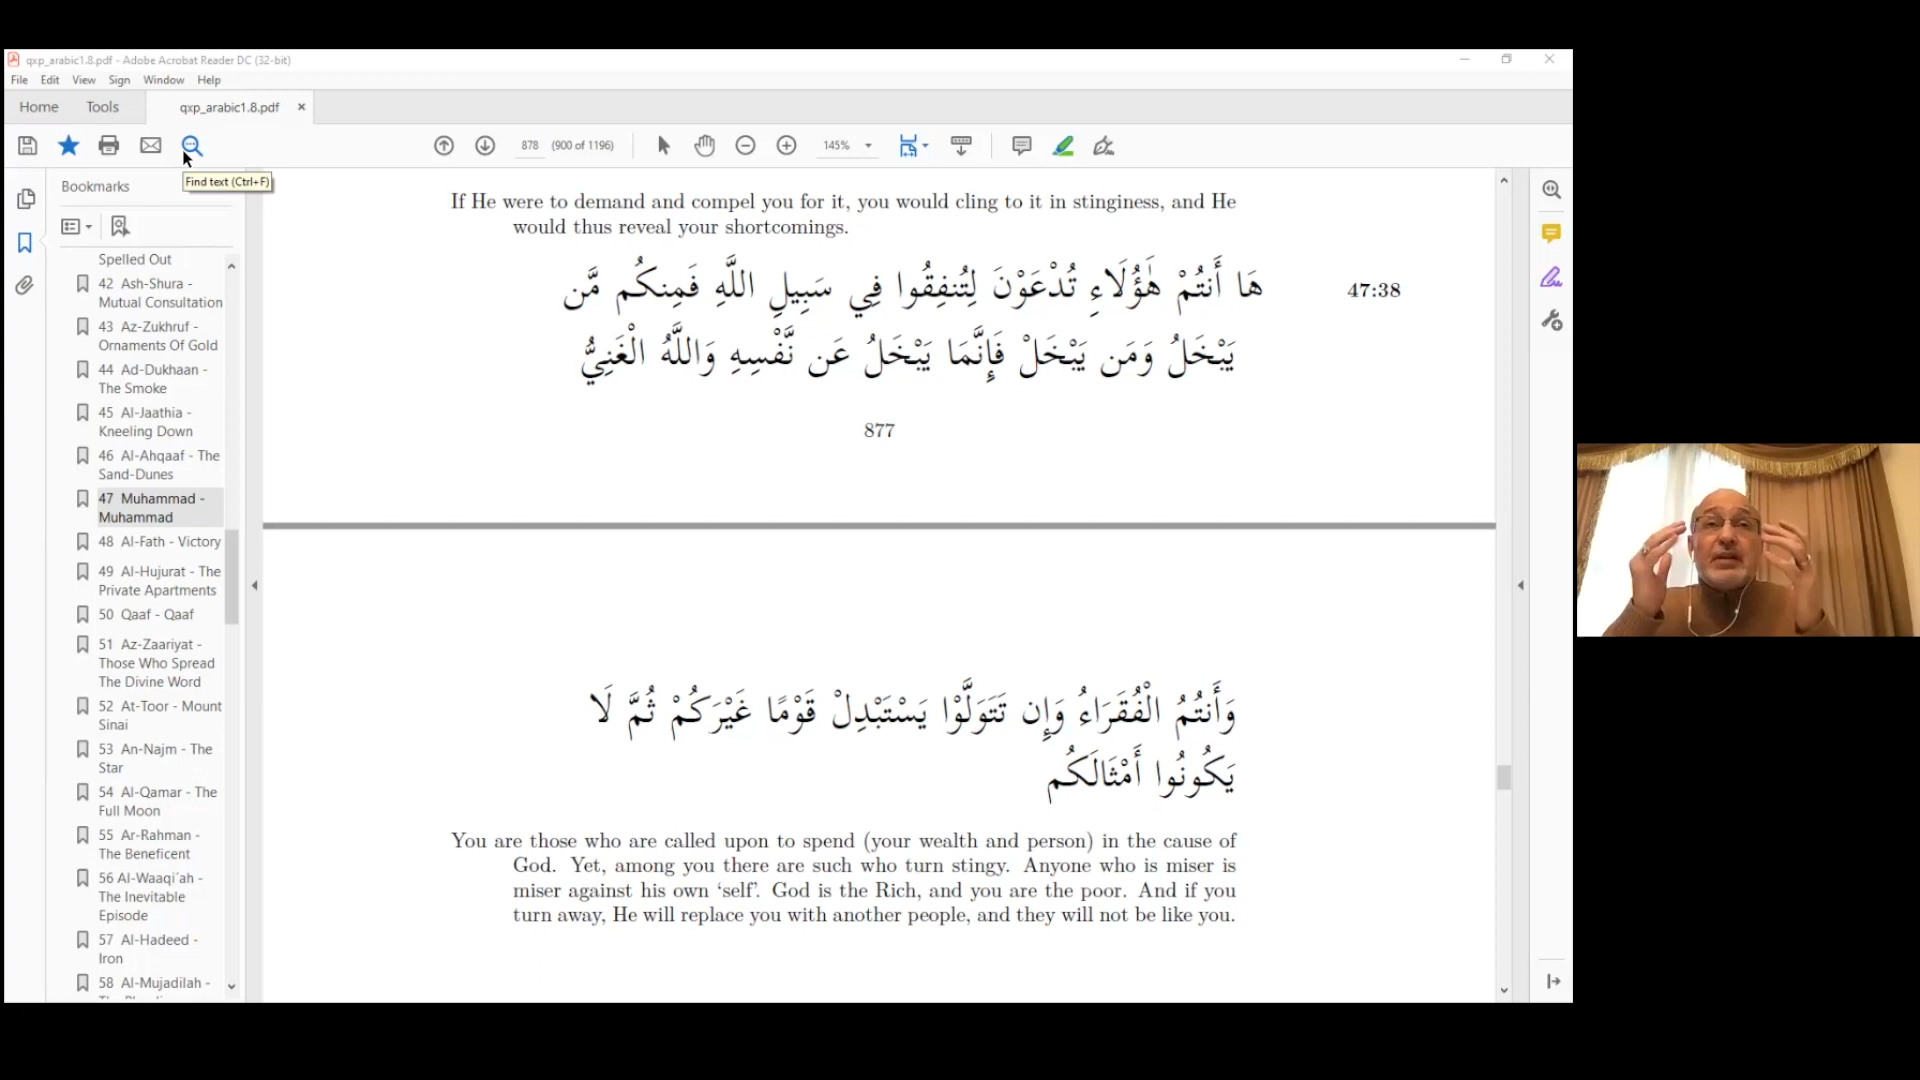 qxp_arabic1.8.pdf - Adobe Acrobat Reader DC (32-bit)
File Edit View Sign Window Help
Home Tools qxp_arabic1.8.pdf
878 (900 of 1196) 145%
Find text (Ctrl+F)
Bookmarks
Spelled Out
42 Ash-Shura -
Mutual Consultation
43 Az-Zukhruf -
Ornaments Of Gold
44 Ad-Dukhaan -
The Smoke
45 Al-Jaathia -
Kneeling Down
46 Al-Ahqaaf - The
Sand-Dunes
47 Muhammad -
Muhammad
48 Al-Fath - Victory
49 Al-Hujurat - The
Private Apartments
50 Qaaf - Qaaf
51 Az-Zaariyat -
Those Who Spread
The Divine Word
52 At-Toor - Mount
Sinai
53 An-Najm - The
Star
54 Al-Qamar - The
Full Moon
55 Ar-Rahman -
The Beneficent
56 Al-Waaqi´ah -
The Inevitable
Episode
57 Al-Hadeed -
Iron
58 Al-Mujadilah -
If He were to demand and compel you for it, you would cling to it in stinginess, and He
would thus reveal your shortcomings.
47:38
هَا أَنتُمْ هَٰؤُلَاءِ تُدْعَوْنَ لِتُنفِقُوا فِي سَبِيلِ اللَّهِ فَمِنكُم مَّن
يَبْخَلُ وَمَن يَبْخَلْ فَإِنَّمَا يَبْخَلُ عَن نَّفْسِهِ وَاللَّهُ الْغَنِيُّ
877
وَأَنتُمُ الْفُقَرَاءُ وَإِن تَتَوَلَّوْا يَسْتَبْدِلْ قَوْمًا غَيْرَكُمْ ثُمَّ لَا
يَكُونُوا أَمْثَالَكُم
You are those who are called upon to spend (your wealth and person) in the cause of
God. Yet, among you there are such who turn stingy. Anyone who is miser is
miser against his own ‘self’. God is the Rich, and you are the poor. And if you
turn away, He will replace you with another people, and they will not be like you.